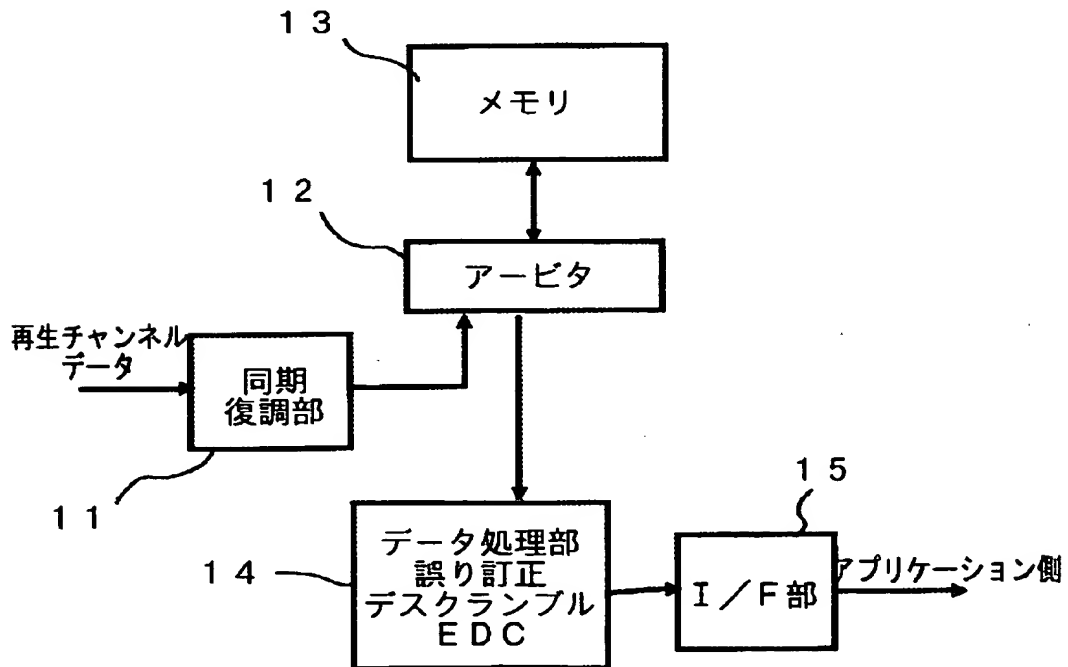 １３
メモリ
１２
アービタ
再生チャンネル
データ
同期
復調部
１１
１５
データ処理部
誤り訂正
デスクランブル
ＥＤＣ
１４
Ｉ／Ｆ部
アプリケーション側